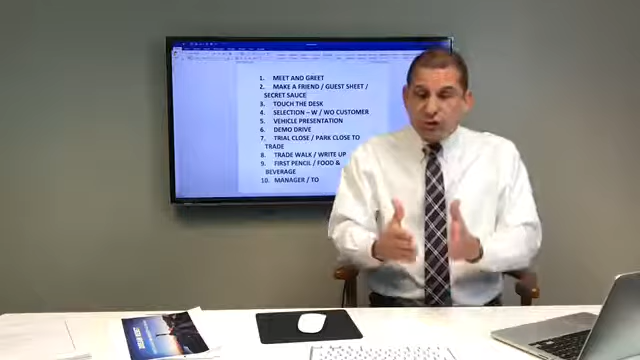 1. MEET AND GREET
2. MAKE A FRIEND / GUEST SHEET /
SECRET SAUCE
3. TOUCH THE DESK
4. SELECTION – W / WO CUSTOMER
5. VEHICLE PRESENTATION
6. DEMO DRIVE
7. TRIAL CLOSE / PARK CLOSE TO
TRADE
8. TRADE WALK / WRITE UP
9. FIRST PENCIL / FOOD &
BEVERAGE
10. MANAGER / TO